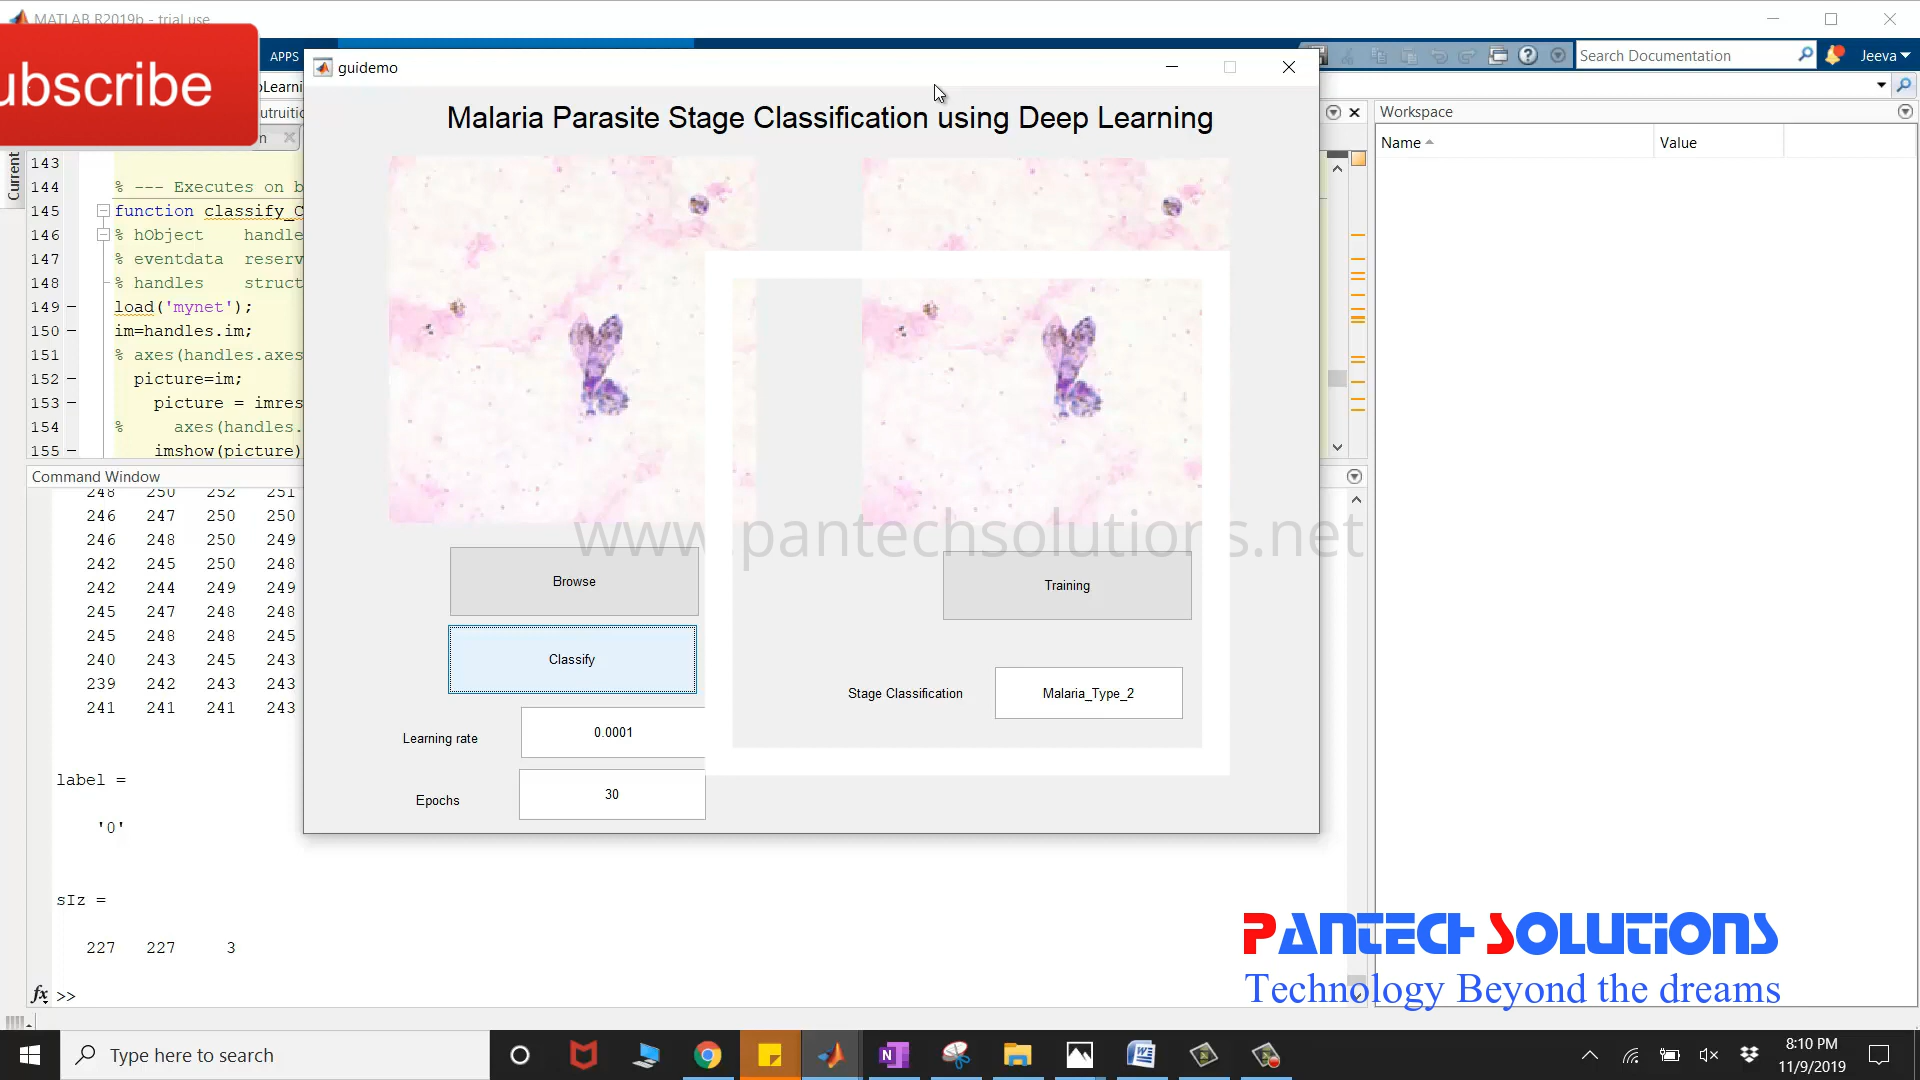 MATLAB R2019b - trial use
ubscribe
APPS
Search Documentation
Jeeva
guidemo
Malaria Parasite Stage Classification using Deep Learning
Workspace
Name
Value
Current
143
144 % --- Executes on b
145 function classify_C
146 % hObject handle
147 % eventdata reserv
148 % handles struct
149 load('mynet');
150 im=handles.im;
151 % axes(handles.axes
152 picture=im;
153 picture = imres
154 % axes(handles.
155 imshow(picture)
Command Window
248 250 252 251
246 247 250 250
246 248 250 249
242 245 250 248
242 244 249 249
245 247 248 248
245 248 248 245
240 243 245 243
239 242 243 243
241 241 241 243
label =
'0'
sIz =
227 227 3
fx >>
www.pantechsolutions.net
Browse
Training
Classify
Stage Classification
Malaria_Type_2
Learning rate
0.0001
Epochs
30
PANTECH SOLUTIONS
Technology Beyond the dreams
Type here to search
8:10 PM
11/9/2019